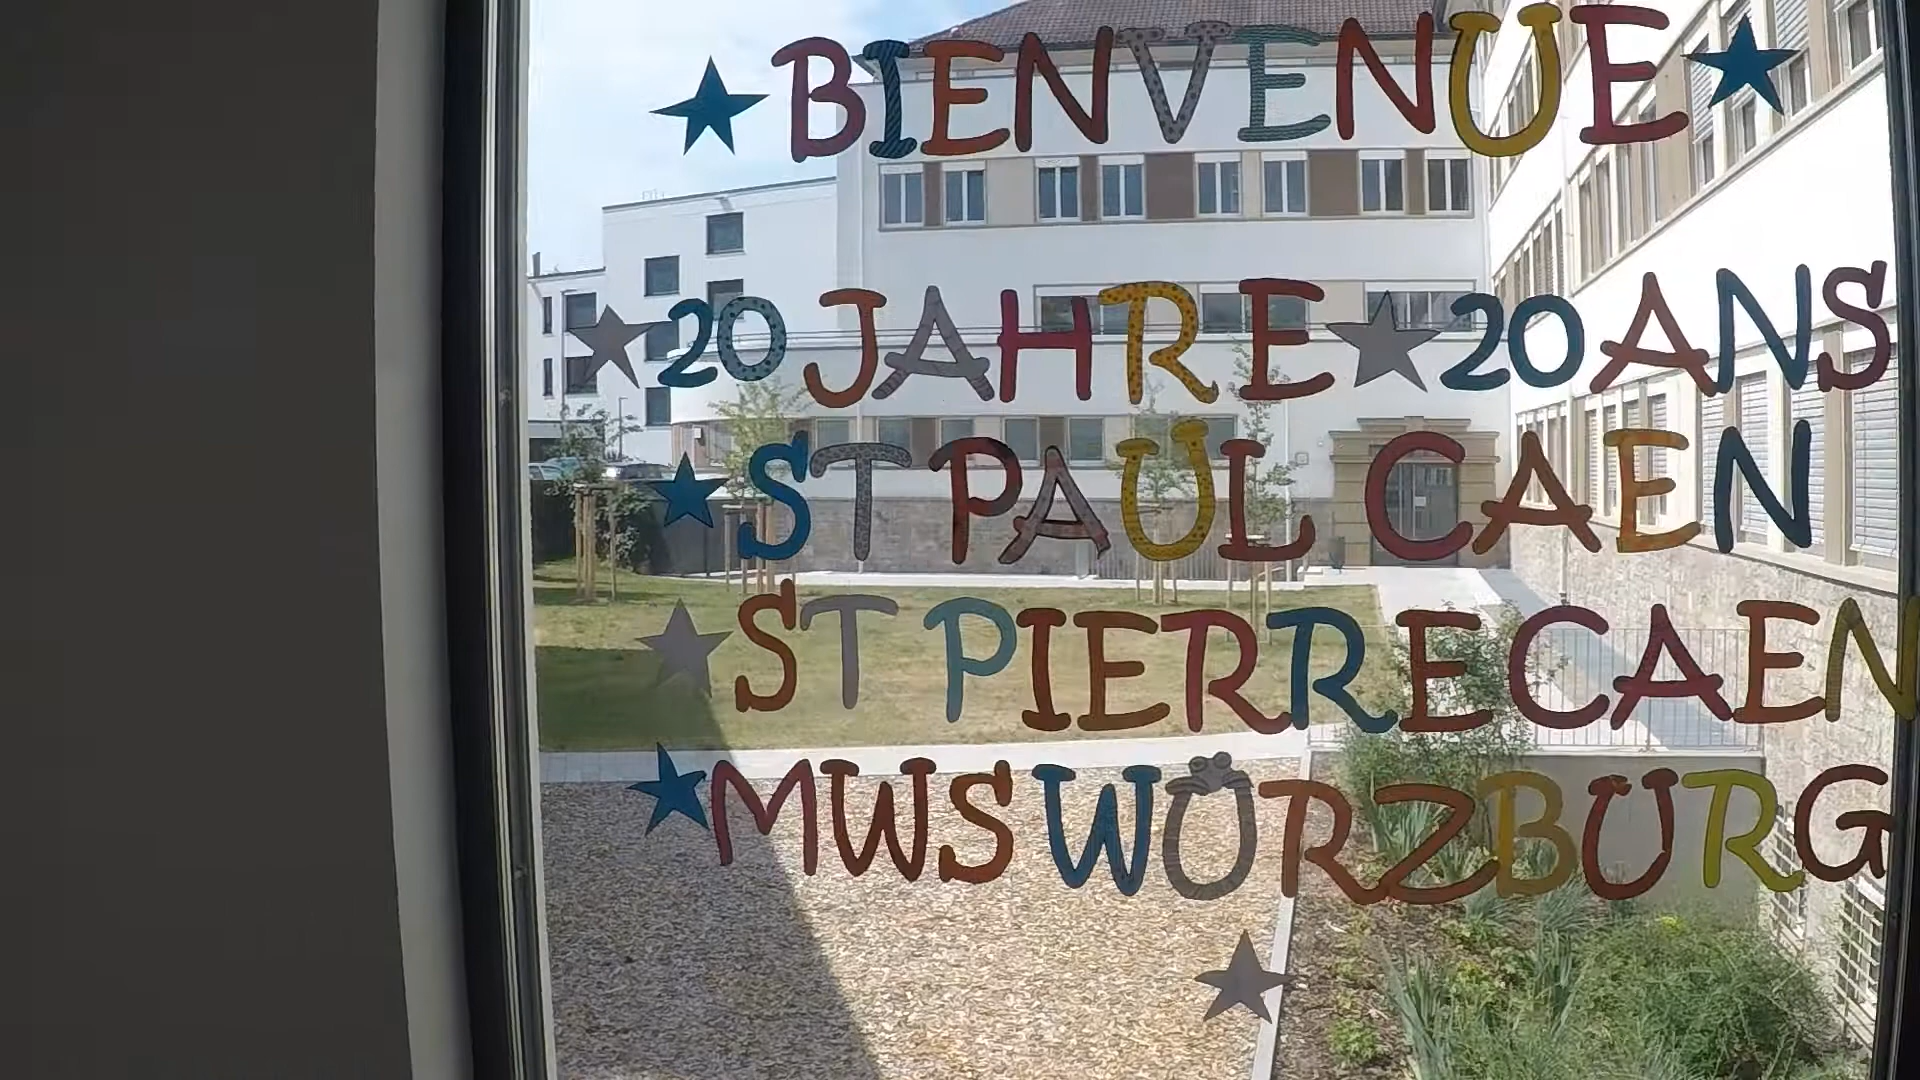 BIENVENUE
20 JAHRE 20 ANS
ST PAUL CAEN
ST PIERRE CAEN
MWS WÜRZBURG